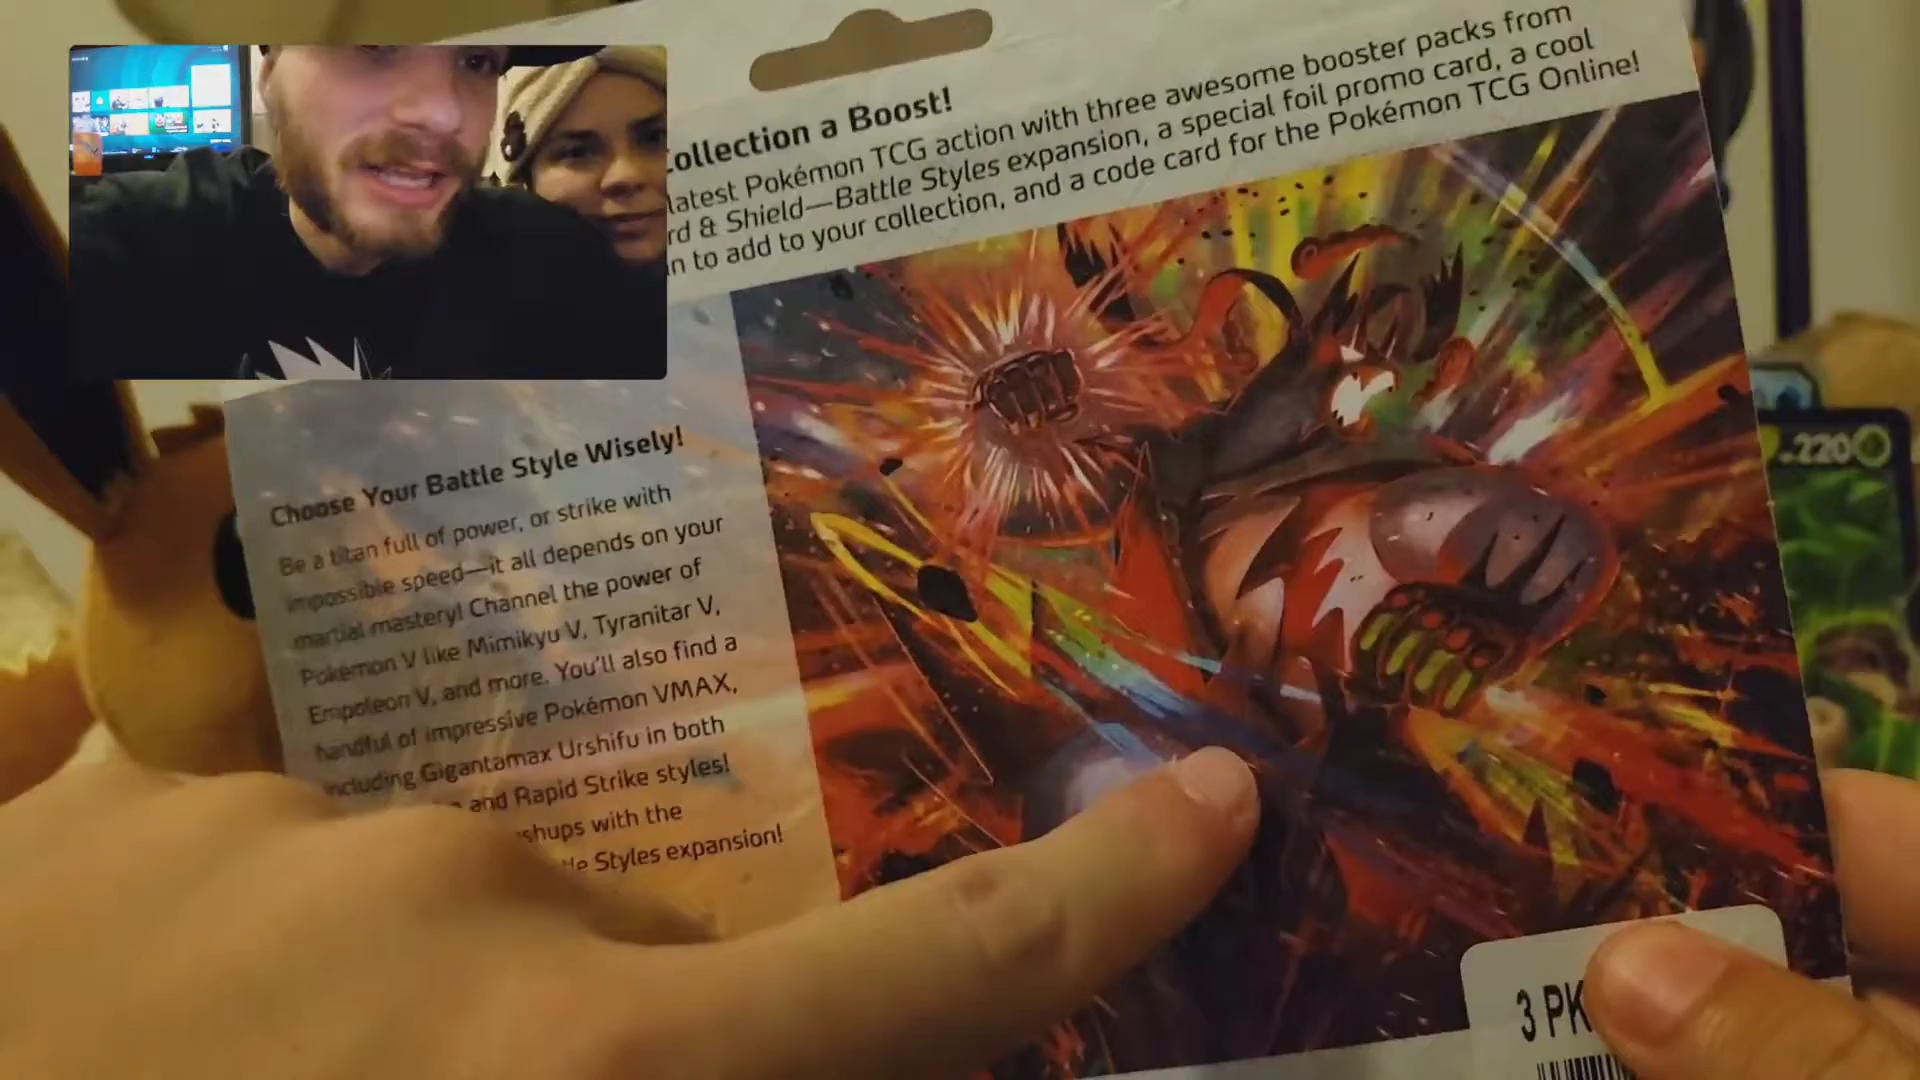 ollection a Boost!
latest Pokémon TCG action with three awesome booster packs from
rd & Shield—Battle Styles expansion, a special foil promo card, a cool
in to add to your collection, and a code card for the Pokémon TCG Online!
Choose Your Battle Style Wisely!
Be a titan full of power, or strike with
impossible speed—it all depends on your
martial mastery! Channel the power of
Pokémon V like Mimikyu V, Tyranitar V,
Empoleon V, and more. You'll also find a
handful of impressive Pokémon VMAX,
including Gigantamax Urshifu in both
and Rapid Strike styles!
shups with the
le Styles expansion!
220
3 PK